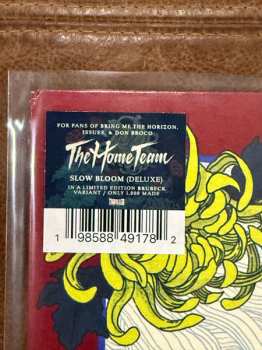 FOR FANS OF BRING ME THE HORIZON,
ISSUES, & DON BROCO
The Home Team
SLOW BLOOM (DELUXE)
IN A LIMITED EDITION BRUBECK
VARIANT / ONLY 1,000 MADE
THRILLER
1 98588 49178 2